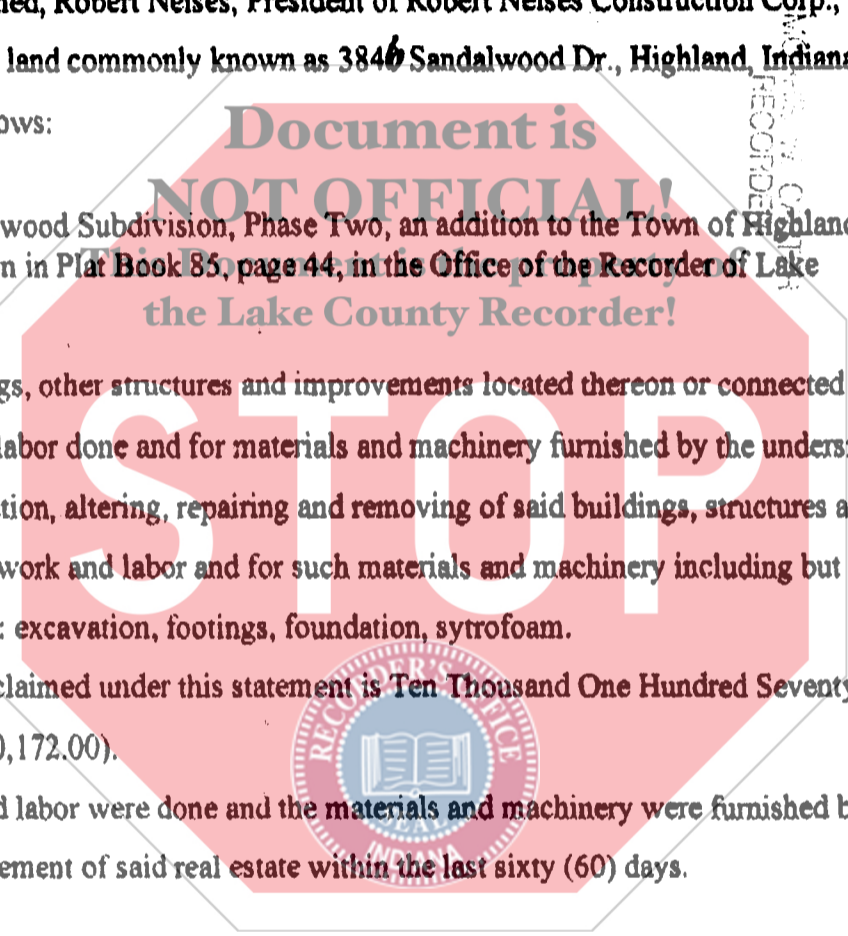 ned, Robert Neises, President of Robert Neises Construction Corp.,
land commonly known as 3846 Sandalwood Dr., Highland, Indiana
ows:
Document is
NOT OFFICIAL!
wood Subdivision, Phase Two, an addition to the Town of Highland
This Document is the property of
n in Plat Book 85, page 44, in the Office of the Recorder of Lake
the Lake County Recorder!
gs, other structures and improvements located thereon or connected
labor done and for materials and machinery furnished by the unders
tion, altering, repairing and removing of said buildings, structures a
STOP
work and labor and for such materials and machinery including but
: excavation, footings, foundation, sytrofoam.
claimed under this statement is Ten Thousand One Hundred Seventy
0,172.00).
d labor were done and the materials and machinery were furnished b
ement of said real estate within the last sixty (60) days.
RECORDER'S OFFICE
SEAL
INDIANA
RECORDE